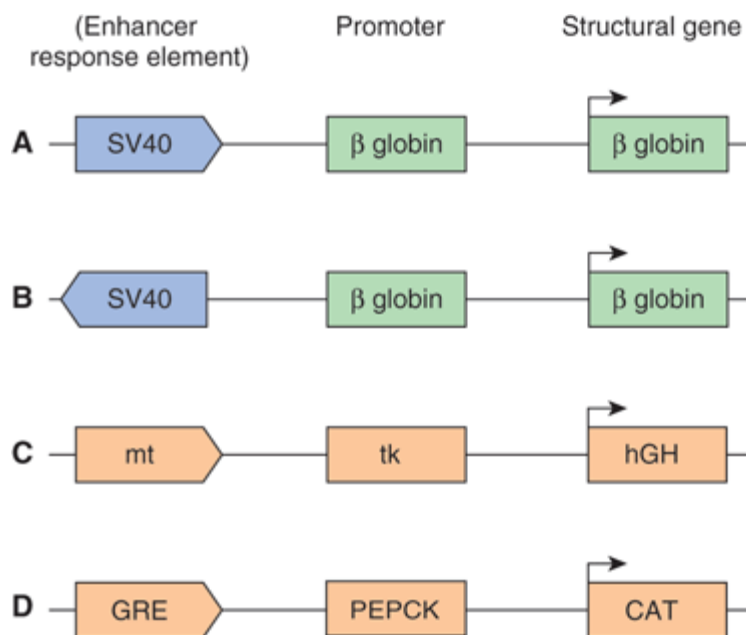 (Enhancer
response element)
Promoter
Structural gene
A
SV40
β globin
β globin
B
SV40
β globin
β globin
C
mt
tk
hGH
D
GRE
PEPCK
CAT